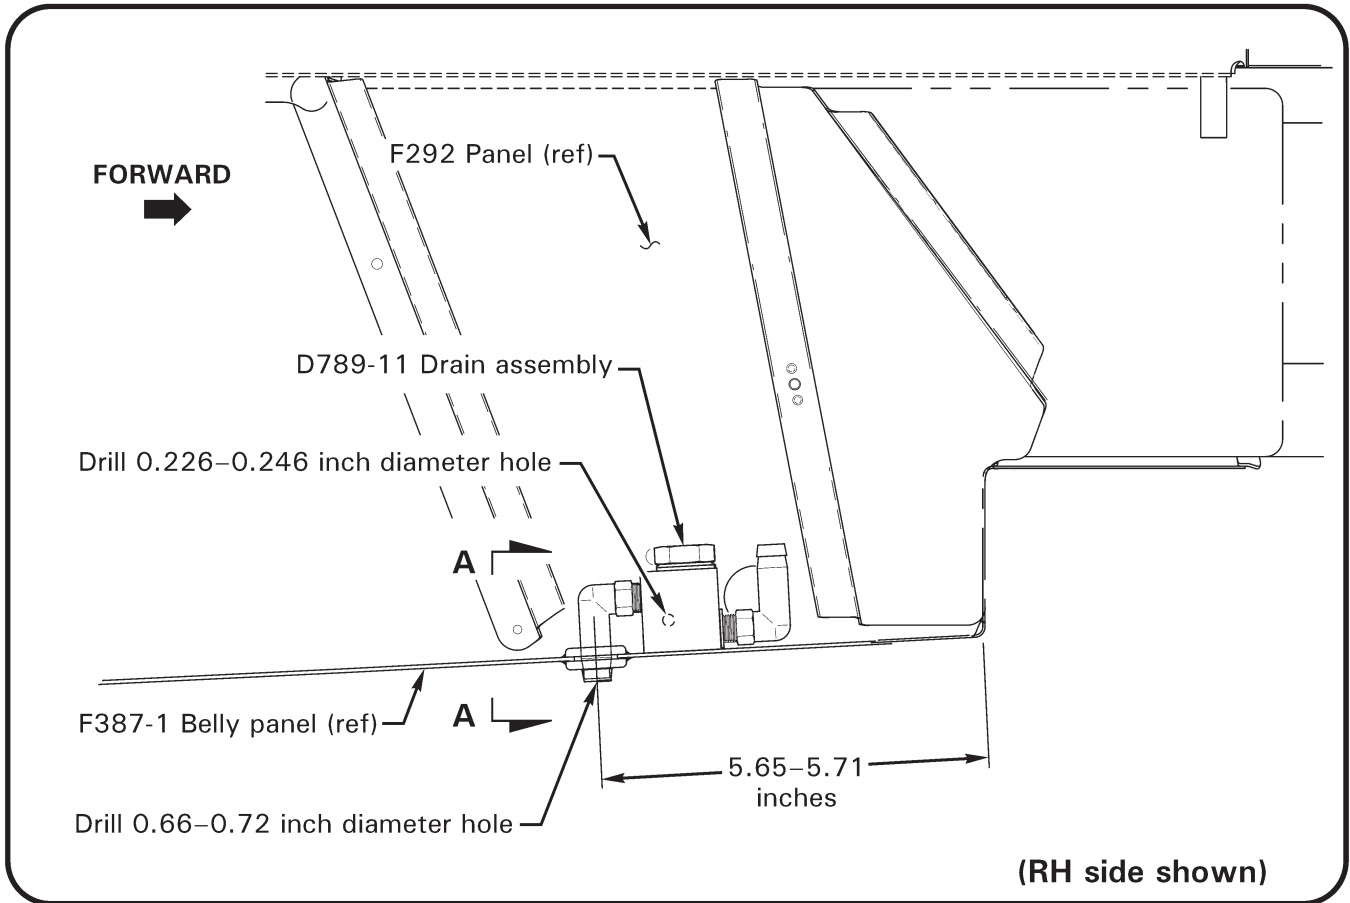 F292 Panel (ref)
FORWARD
D789-11 Drain assembly
Drill 0.226–0.246 inch diameter hole
A
A
F387-1 Belly panel (ref)
5.65–5.71
inches
Drill 0.66–0.72 inch diameter hole
(RH side shown)